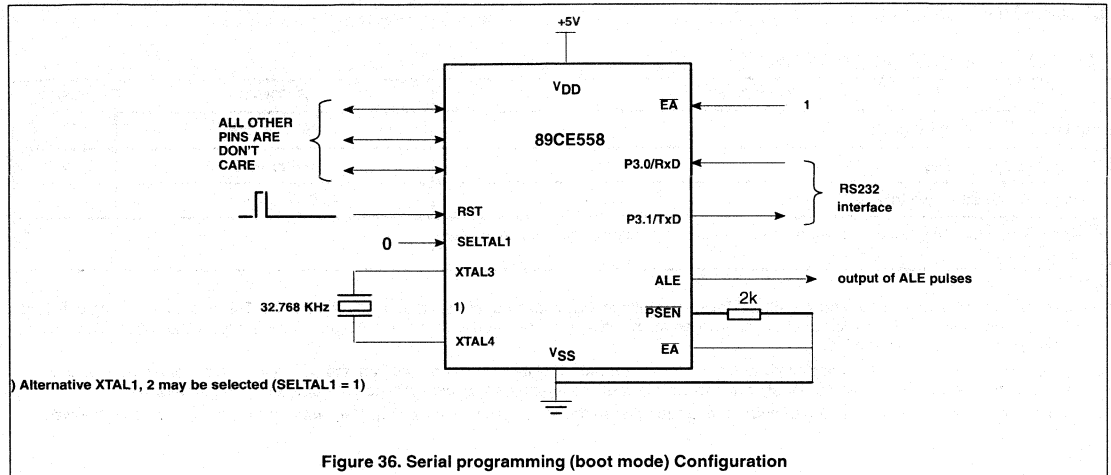 +5V
VDD
EA
1
ALL OTHER
PINS ARE
DON'T
CARE
89CE558
P3.0/RxD
RS232
interface
RST
P3.1/TxD
0
SELTAL1
XTAL3
ALE
output of ALE pulses
32.768 KHz
1)
PSEN
2k
XTAL4
VSS
EA
) Alternative XTAL1, 2 may be selected (SELTAL1 = 1)
Figure 36. Serial programming (boot mode) Configuration